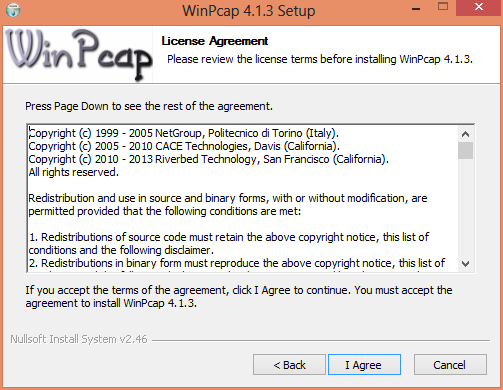 WinPcap 4.1.3 Setup
WinPcap
License Agreement
Please review the license terms before installing WinPcap 4.1.3.
Press Page Down to see the rest of the agreement.
Copyright (c) 1999 - 2005 NetGroup, Politecnico di Torino (Italy).
Copyright (c) 2005 - 2010 CACE Technologies, Davis (California).
Copyright (c) 2010 - 2013 Riverbed Technology, San Francisco (California).
All rights reserved.
Redistribution and use in source and binary forms, with or without modification, are
permitted provided that the following conditions are met:
1. Redistributions of source code must retain the above copyright notice, this list of
conditions and the following disclaimer.
2. Redistributions in binary form must reproduce the above copyright notice, this list of
If you accept the terms of the agreement, click I Agree to continue. You must accept the
agreement to install WinPcap 4.1.3.
Nullsoft Install System v2.46
< Back
I Agree
Cancel